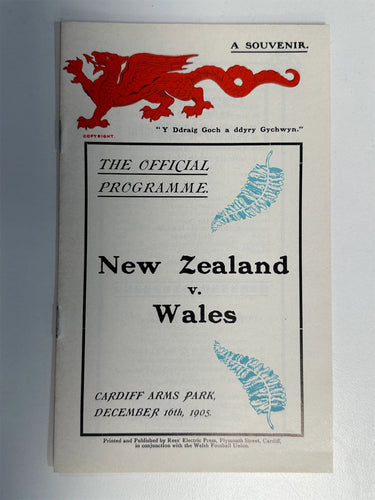 A SOUVENIR.
"Y Ddraig Goch a ddyry Gychwyn."
COPYRIGHT.
THE OFFICIAL
PROGRAMME.
New Zealand
v.
Wales
CARDIFF ARMS PARK,
DECEMBER 16th, 1905.
Printed and Published by Rees' Electric Press, Plymouth Street, Cardiff,
in conjunction with the Welsh Football Union.